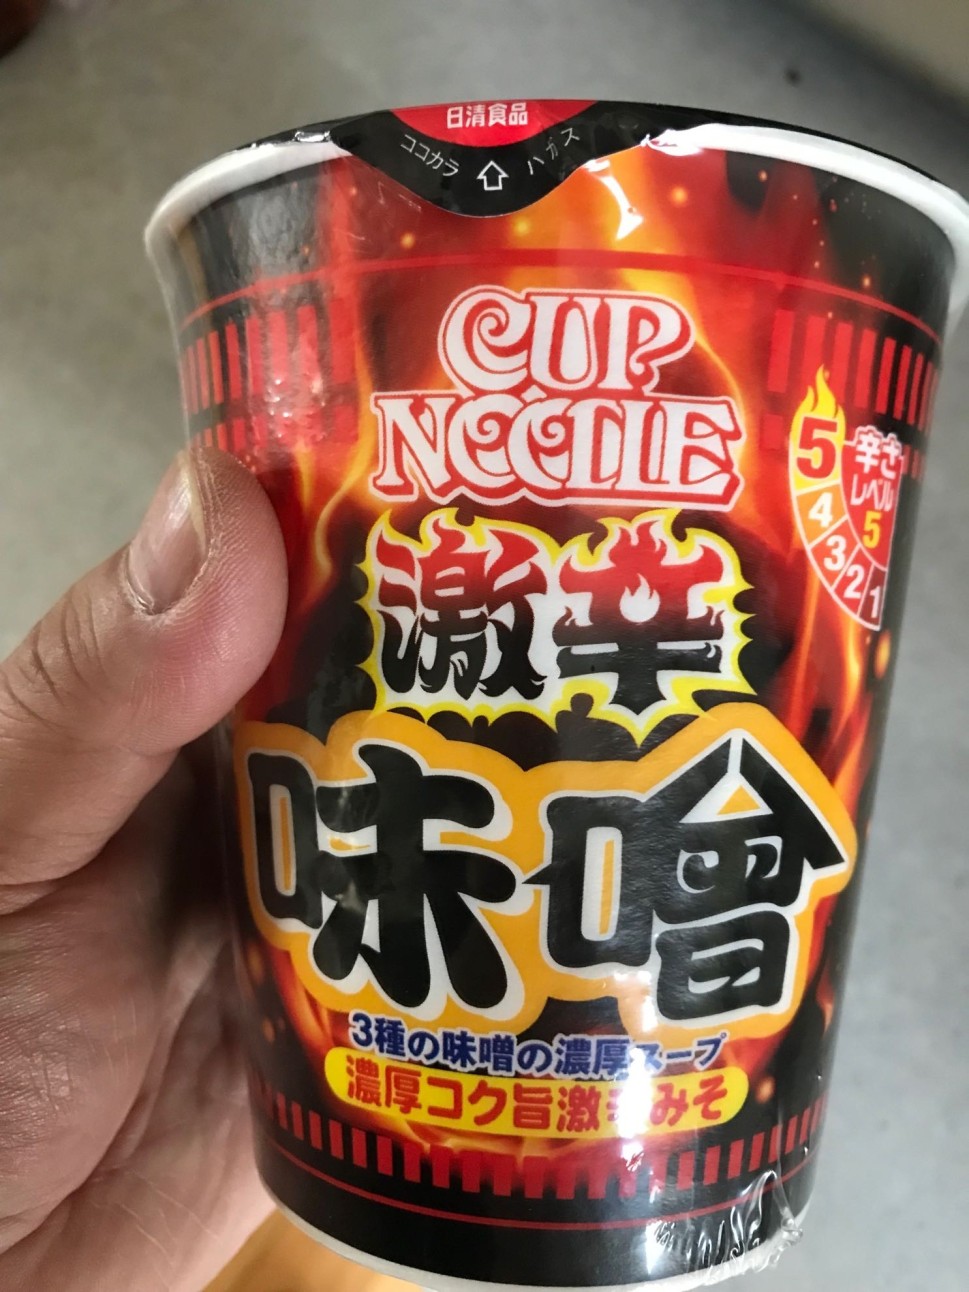 日清食品
ココカラ ⇧ ハガス
CUP
NOODLE
5
4
3
2
1
辛さ
レベル
5
激辛
味噌
3種の味噌の濃厚スープ
濃厚コク旨激辛みそ